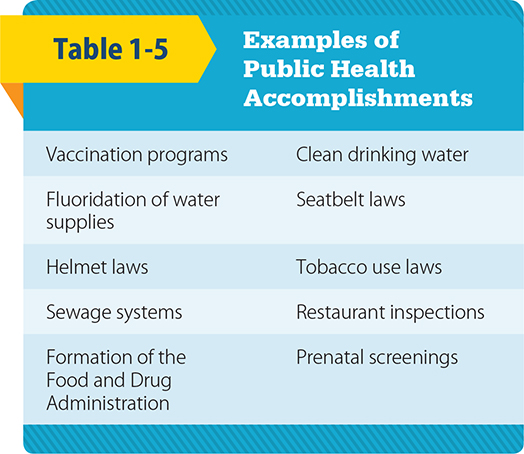 Table 1-5
Examples of
Public Health
Accomplishments
Vaccination programs
Clean drinking water
Fluoridation of water
supplies
Seatbelt laws
Helmet laws
Tobacco use laws
Sewage systems
Restaurant inspections
Formation of the
Food and Drug
Administration
Prenatal screenings